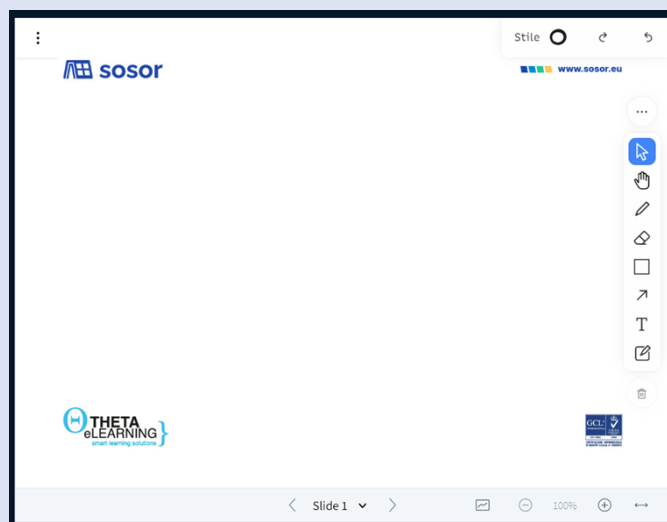 Stile
sosor
www.sosor.eu
T
THETA
eLEARNING
smart learning solutions
GCL
Slide 1
100%